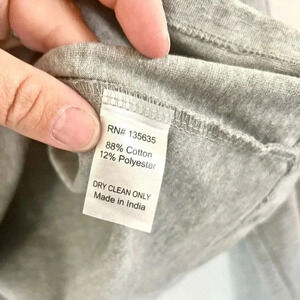 RN# 135635
88% Cotton
12% Polyester
DRY CLEAN ONLY
Made in India